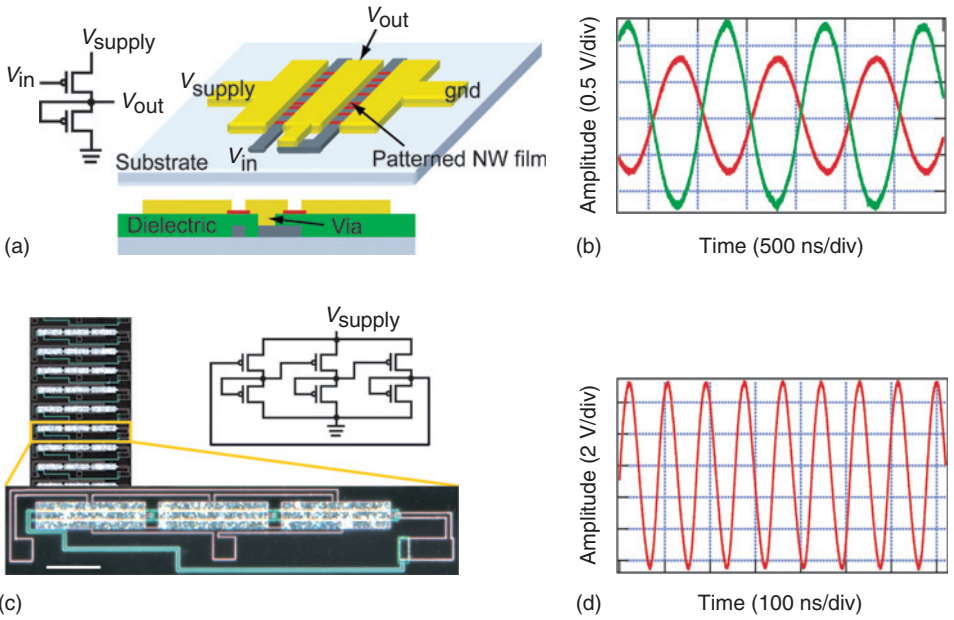 V_supply
V_in
V_out
V_out
V_supply
gnd
V_in
Patterned NW film
Substrate
Dielectric
Via
(a)
Amplitude (0.5 V/div)
Time (500 ns/div)
(b)
V_supply
(c)
Amplitude (2 V/div)
Time (100 ns/div)
(d)